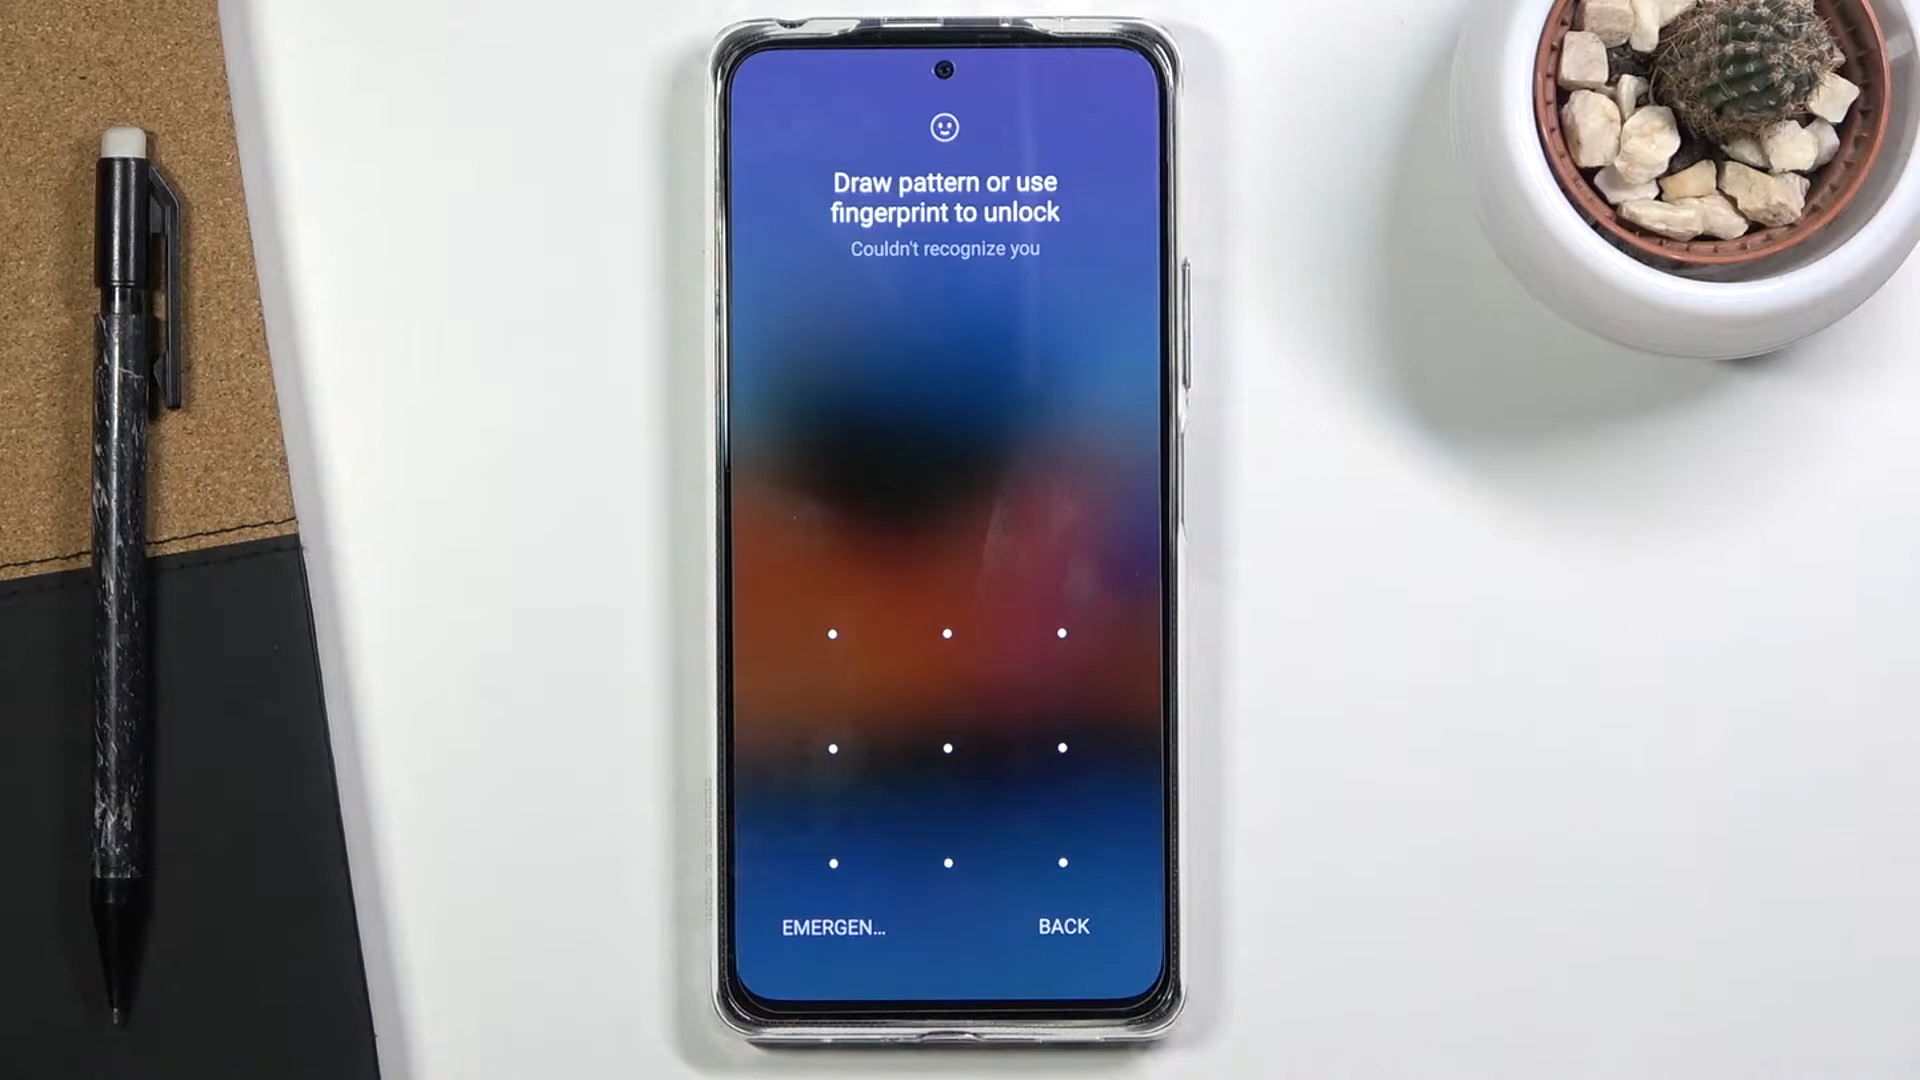 Draw pattern or use
fingerprint to unlock
Couldn't recognize you
EMERGEN...
BACK